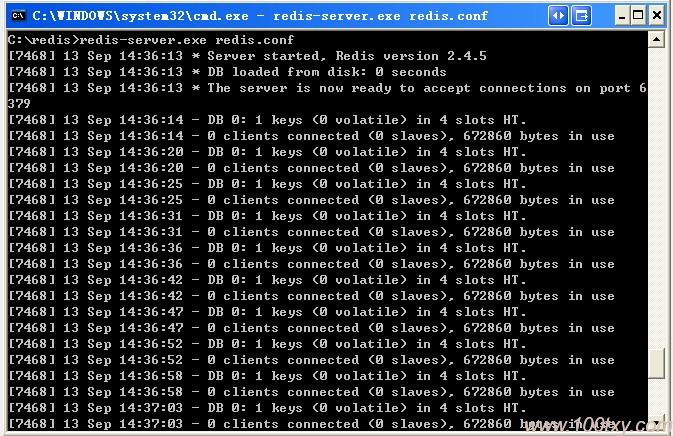 C:\WINDOWS\system32\cmd.exe - redis-server.exe redis.conf
C:\redis>redis-server.exe redis.conf
[7468] 13 Sep 14:36:13 * Server started, Redis version 2.4.5
[7468] 13 Sep 14:36:13 * DB loaded from disk: 0 seconds
[7468] 13 Sep 14:36:13 * The server is now ready to accept connections on port 6
379
[7468] 13 Sep 14:36:14 - DB 0: 1 keys (0 volatile) in 4 slots HT.
[7468] 13 Sep 14:36:14 - 0 clients connected (0 slaves), 672860 bytes in use
[7468] 13 Sep 14:36:20 - DB 0: 1 keys (0 volatile) in 4 slots HT.
[7468] 13 Sep 14:36:20 - 0 clients connected (0 slaves), 672860 bytes in use
[7468] 13 Sep 14:36:25 - DB 0: 1 keys (0 volatile) in 4 slots HT.
[7468] 13 Sep 14:36:25 - 0 clients connected (0 slaves), 672860 bytes in use
[7468] 13 Sep 14:36:31 - DB 0: 1 keys (0 volatile) in 4 slots HT.
[7468] 13 Sep 14:36:31 - 0 clients connected (0 slaves), 672860 bytes in use
[7468] 13 Sep 14:36:36 - DB 0: 1 keys (0 volatile) in 4 slots HT.
[7468] 13 Sep 14:36:36 - 0 clients connected (0 slaves), 672860 bytes in use
[7468] 13 Sep 14:36:42 - DB 0: 1 keys (0 volatile) in 4 slots HT.
[7468] 13 Sep 14:36:42 - 0 clients connected (0 slaves), 672860 bytes in use
[7468] 13 Sep 14:36:47 - DB 0: 1 keys (0 volatile) in 4 slots HT.
[7468] 13 Sep 14:36:47 - 0 clients connected (0 slaves), 672860 bytes in use
[7468] 13 Sep 14:36:52 - DB 0: 1 keys (0 volatile) in 4 slots HT.
[7468] 13 Sep 14:36:52 - 0 clients connected (0 slaves), 672860 bytes in use
[7468] 13 Sep 14:36:58 - DB 0: 1 keys (0 volatile) in 4 slots HT.
[7468] 13 Sep 14:36:58 - 0 clients connected (0 slaves), 672860 bytes in use
[7468] 13 Sep 14:37:03 - DB 0: 1 keys (0 volatile) in 4 slots HT.
[7468] 13 Sep 14:37:03 - 0 clients connected (0 slaves), 672860 bytes in use